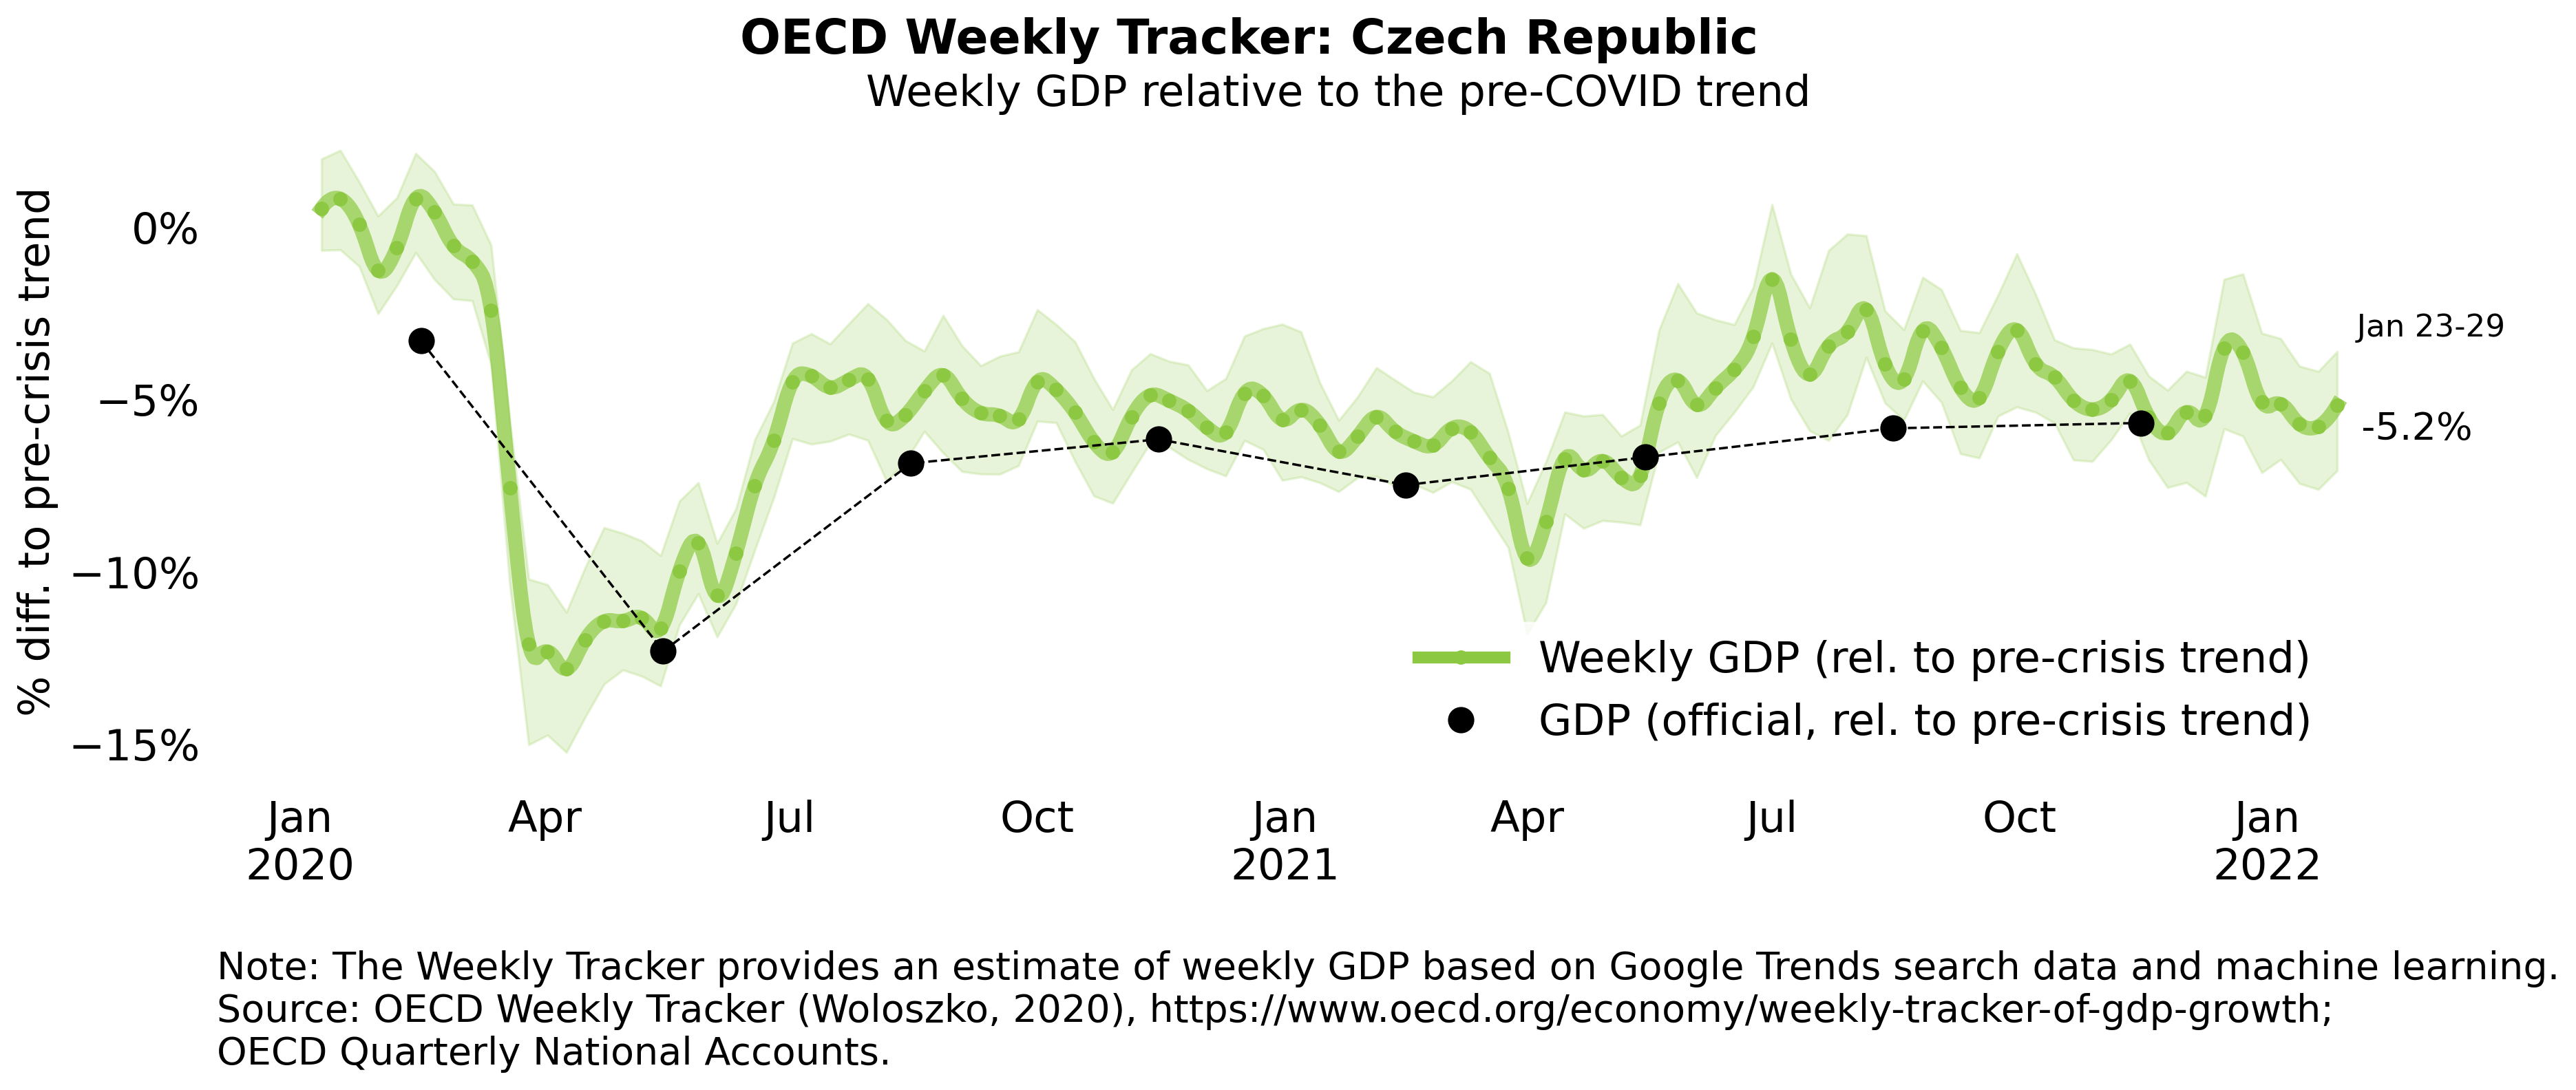 OECD Weekly Tracker: Czech Republic
Weekly GDP relative to the pre-COVID trend
% diff. to pre-crisis trend
0%
−5%
−10%
−15%
Jan 23-29
-5.2%
Weekly GDP (rel. to pre-crisis trend)
GDP (official, rel. to pre-crisis trend)
Jan Apr Jul Oct Jan Apr Jul Oct Jan
2020 2021 2022
Note: The Weekly Tracker provides an estimate of weekly GDP based on Google Trends search data and machine learning.
Source: OECD Weekly Tracker (Woloszko, 2020), https://www.oecd.org/economy/weekly-tracker-of-gdp-growth;
OECD Quarterly National Accounts.